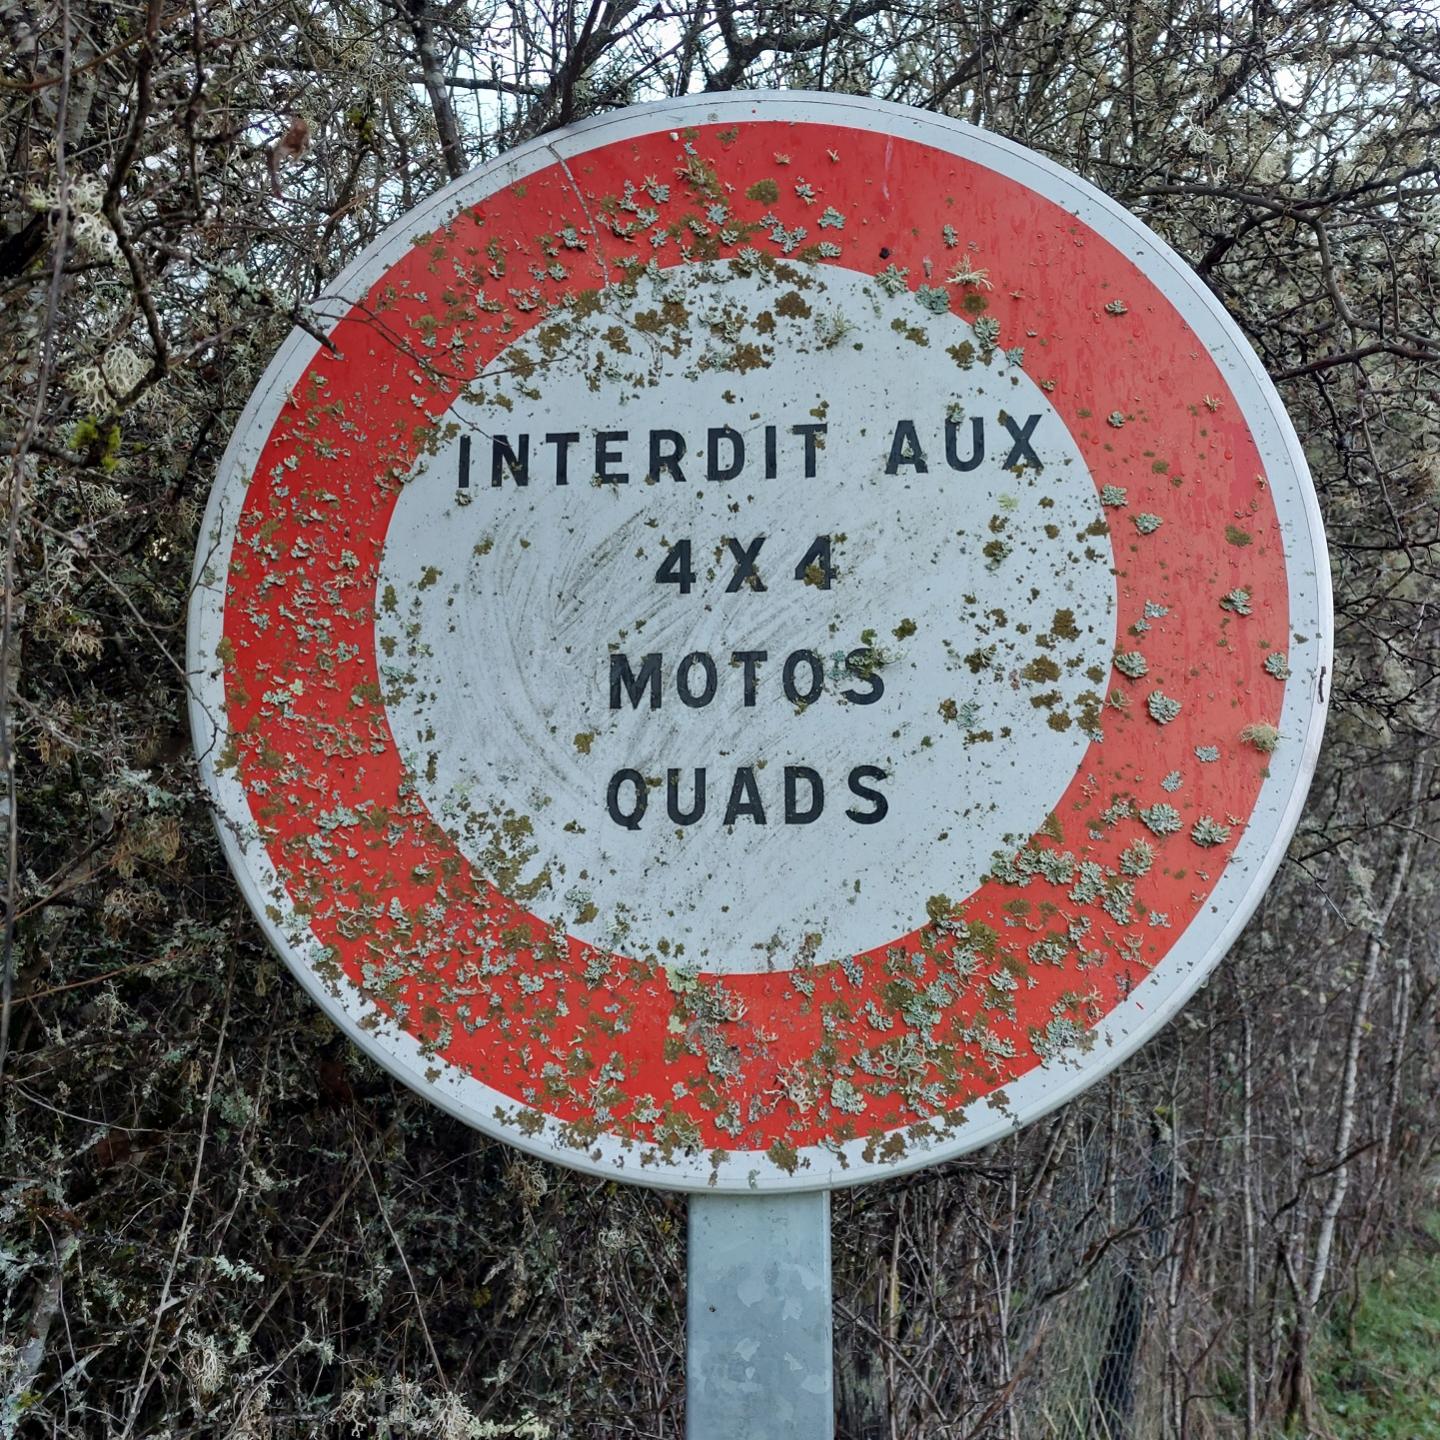 INTERDIT AUX
4X4
MOTOS
QUADS